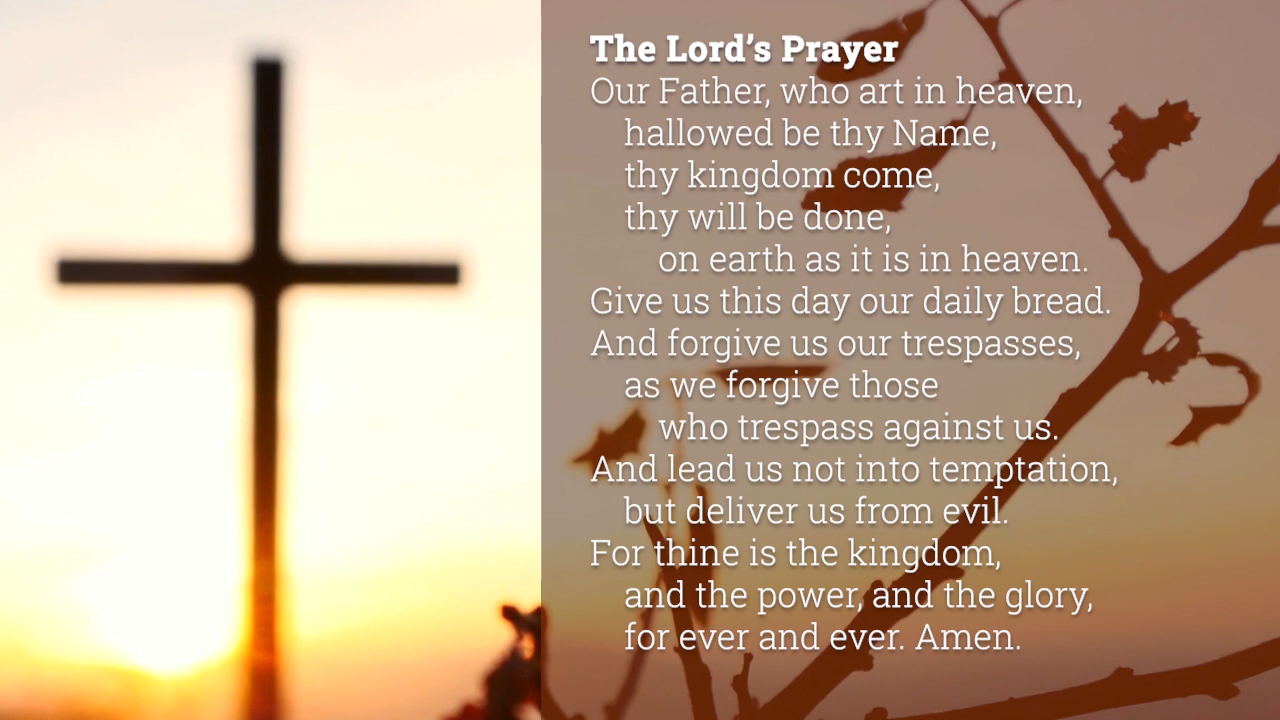 The Lord’s Prayer
Our Father, who art in heaven,
hallowed be thy Name,
thy kingdom come,
thy will be done,
on earth as it is in heaven.
Give us this day our daily bread.
And forgive us our trespasses,
as we forgive those
who trespass against us.
And lead us not into temptation,
but deliver us from evil.
For thine is the kingdom,
and the power, and the glory,
for ever and ever. Amen.